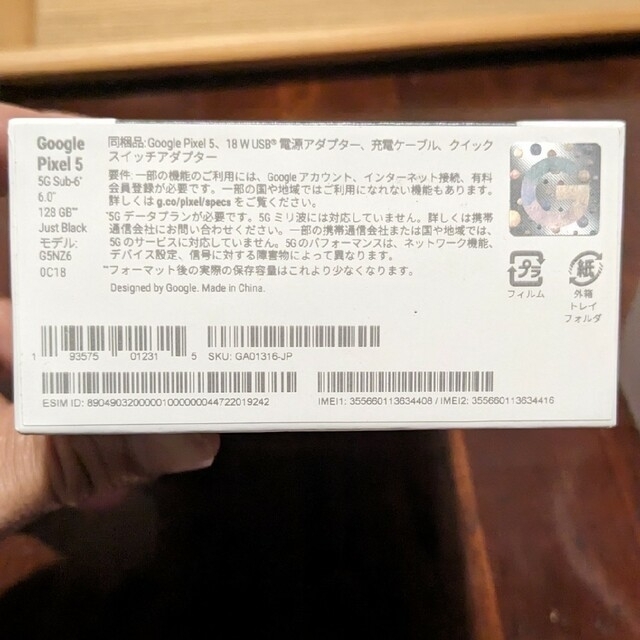 Google
Pixel 5
5G Sub-6*
6.0"
128 GB**
Just Black
モデル:
G5NZ6
0C18
同梱品: Google Pixel 5、18 W USB® 電源アダプター、充電ケーブル、クイック
スイッチアダプター
要件: 一部の機能のご利用には、Google アカウント、インターネット接続、有料
会員登録が必要です。一部の国や地域ではご利用になれない機能もあります。
詳しくは g.co/pixel/specs をご覧ください。
*5G データプランが必要です。5G ミリ波には対応していません。詳しくは携帯
通信会社にお問い合わせください。一部の携帯通信会社または国や地域では、
5G のサービスに対応していません。5G のパフォーマンスは、ネットワーク機能、
デバイス設定、信号に対する障害物によって異なります。
**フォーマット後の実際の保存容量はこれより少なくなります。
Designed by Google. Made in China.
G
プラ
フィルム
紙
外箱
トレイ
フォルダ
1 93575 01231 5
SKU: GA01316-JP
ESIM ID: 89049032000001000000044722019242
IMEI1: 355660113634408 / IMEI2: 355660113634416